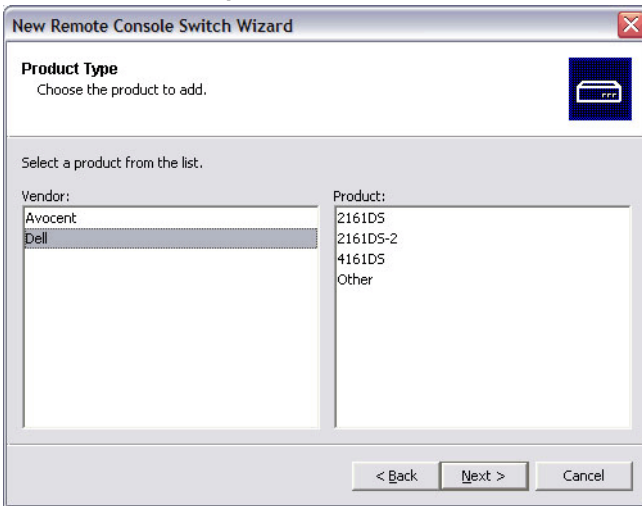 New Remote Console Switch Wizard
Product Type
Choose the product to add.
Select a product from the list.
Vendor:
Avocent
Dell
Product:
2161DS
2161DS-2
4161DS
Other
< Back
Next >
Cancel